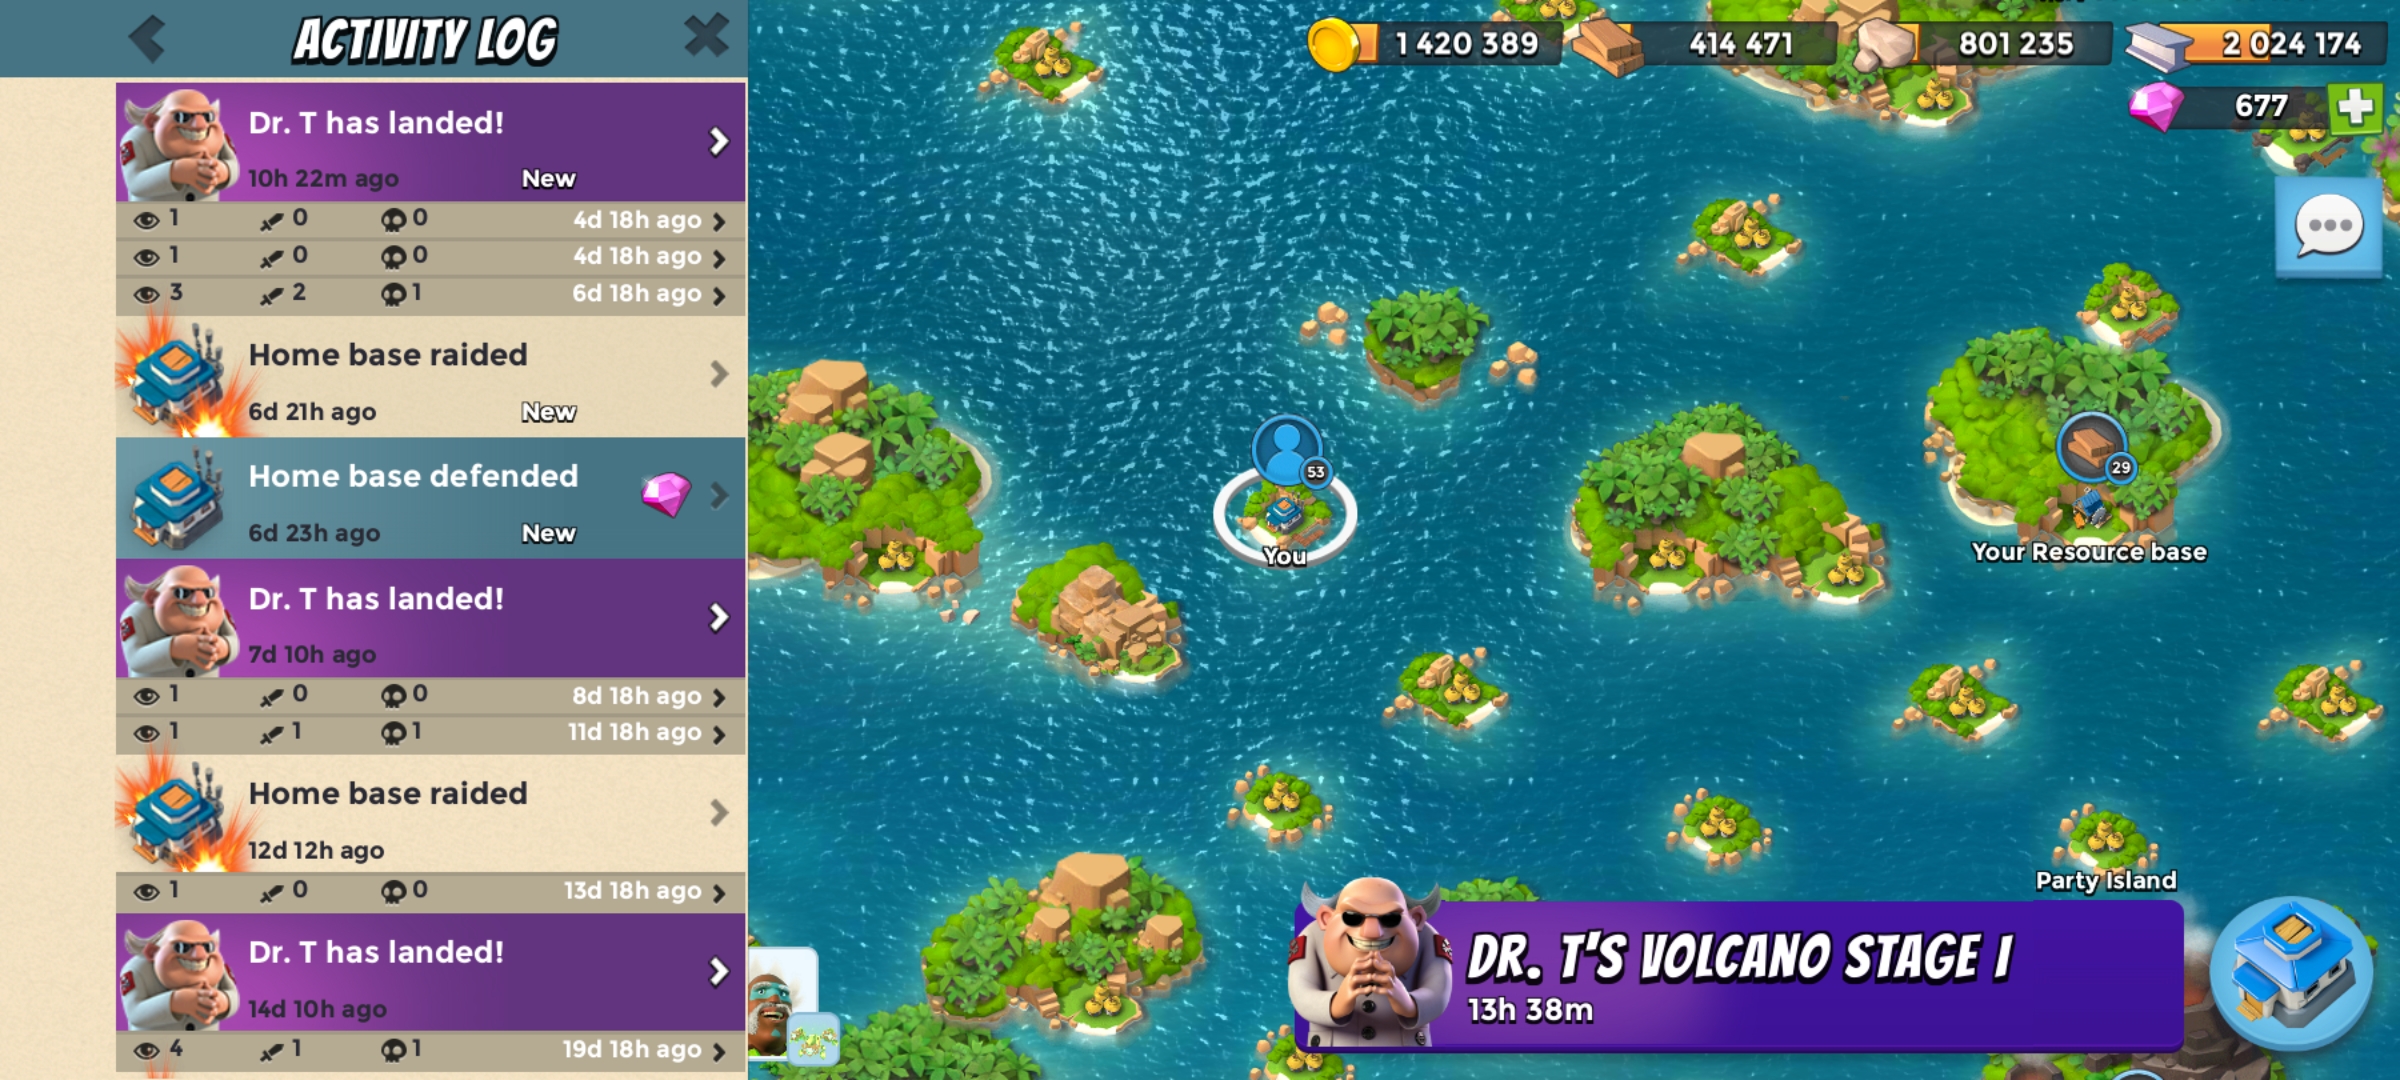 ACTIVITY LOG
Dr. T has landed!
10h 22m ago New
1 0 0 4d 18h ago
1 0 0 4d 18h ago
3 2 1 6d 18h ago
Home base raided
6d 21h ago New
Home base defended
6d 23h ago New
Dr. T has landed!
7d 10h ago
1 0 0 8d 18h ago
1 1 1 11d 18h ago
Home base raided
12d 12h ago
1 0 0 13d 18h ago
Dr. T has landed!
14d 10h ago
4 1 1 19d 18h ago
1 420 389 414 471 801 235 2 024 174
677
53
You
29
Your Resource base
Party Island
DR. T'S VOLCANO STAGE I
13h 38m